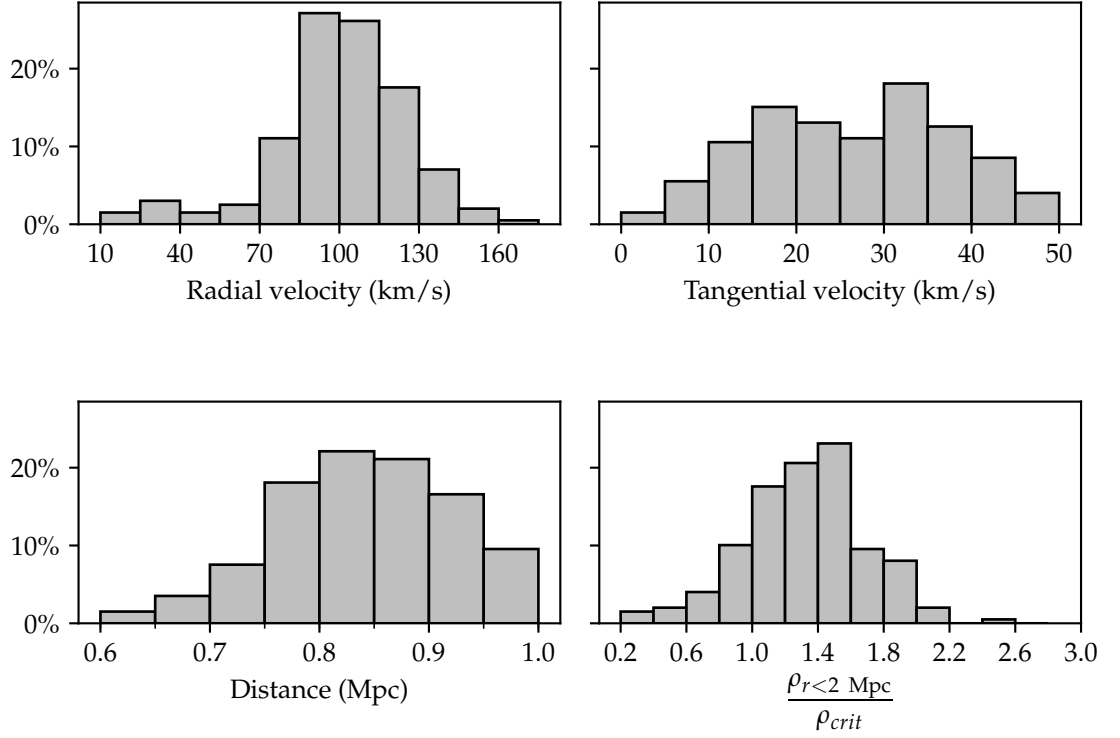 20%
10%
0%
10 40 70 100 130 160
Radial velocity (km/s)
0 10 20 30 40 50
Tangential velocity (km/s)
20%
10%
0%
0.6 0.7 0.8 0.9 1.0
Distance (Mpc)
0.2 0.6 1.0 1.4 1.8 2.2 2.6 3.0
ρr<2 Mpc
ρcrit